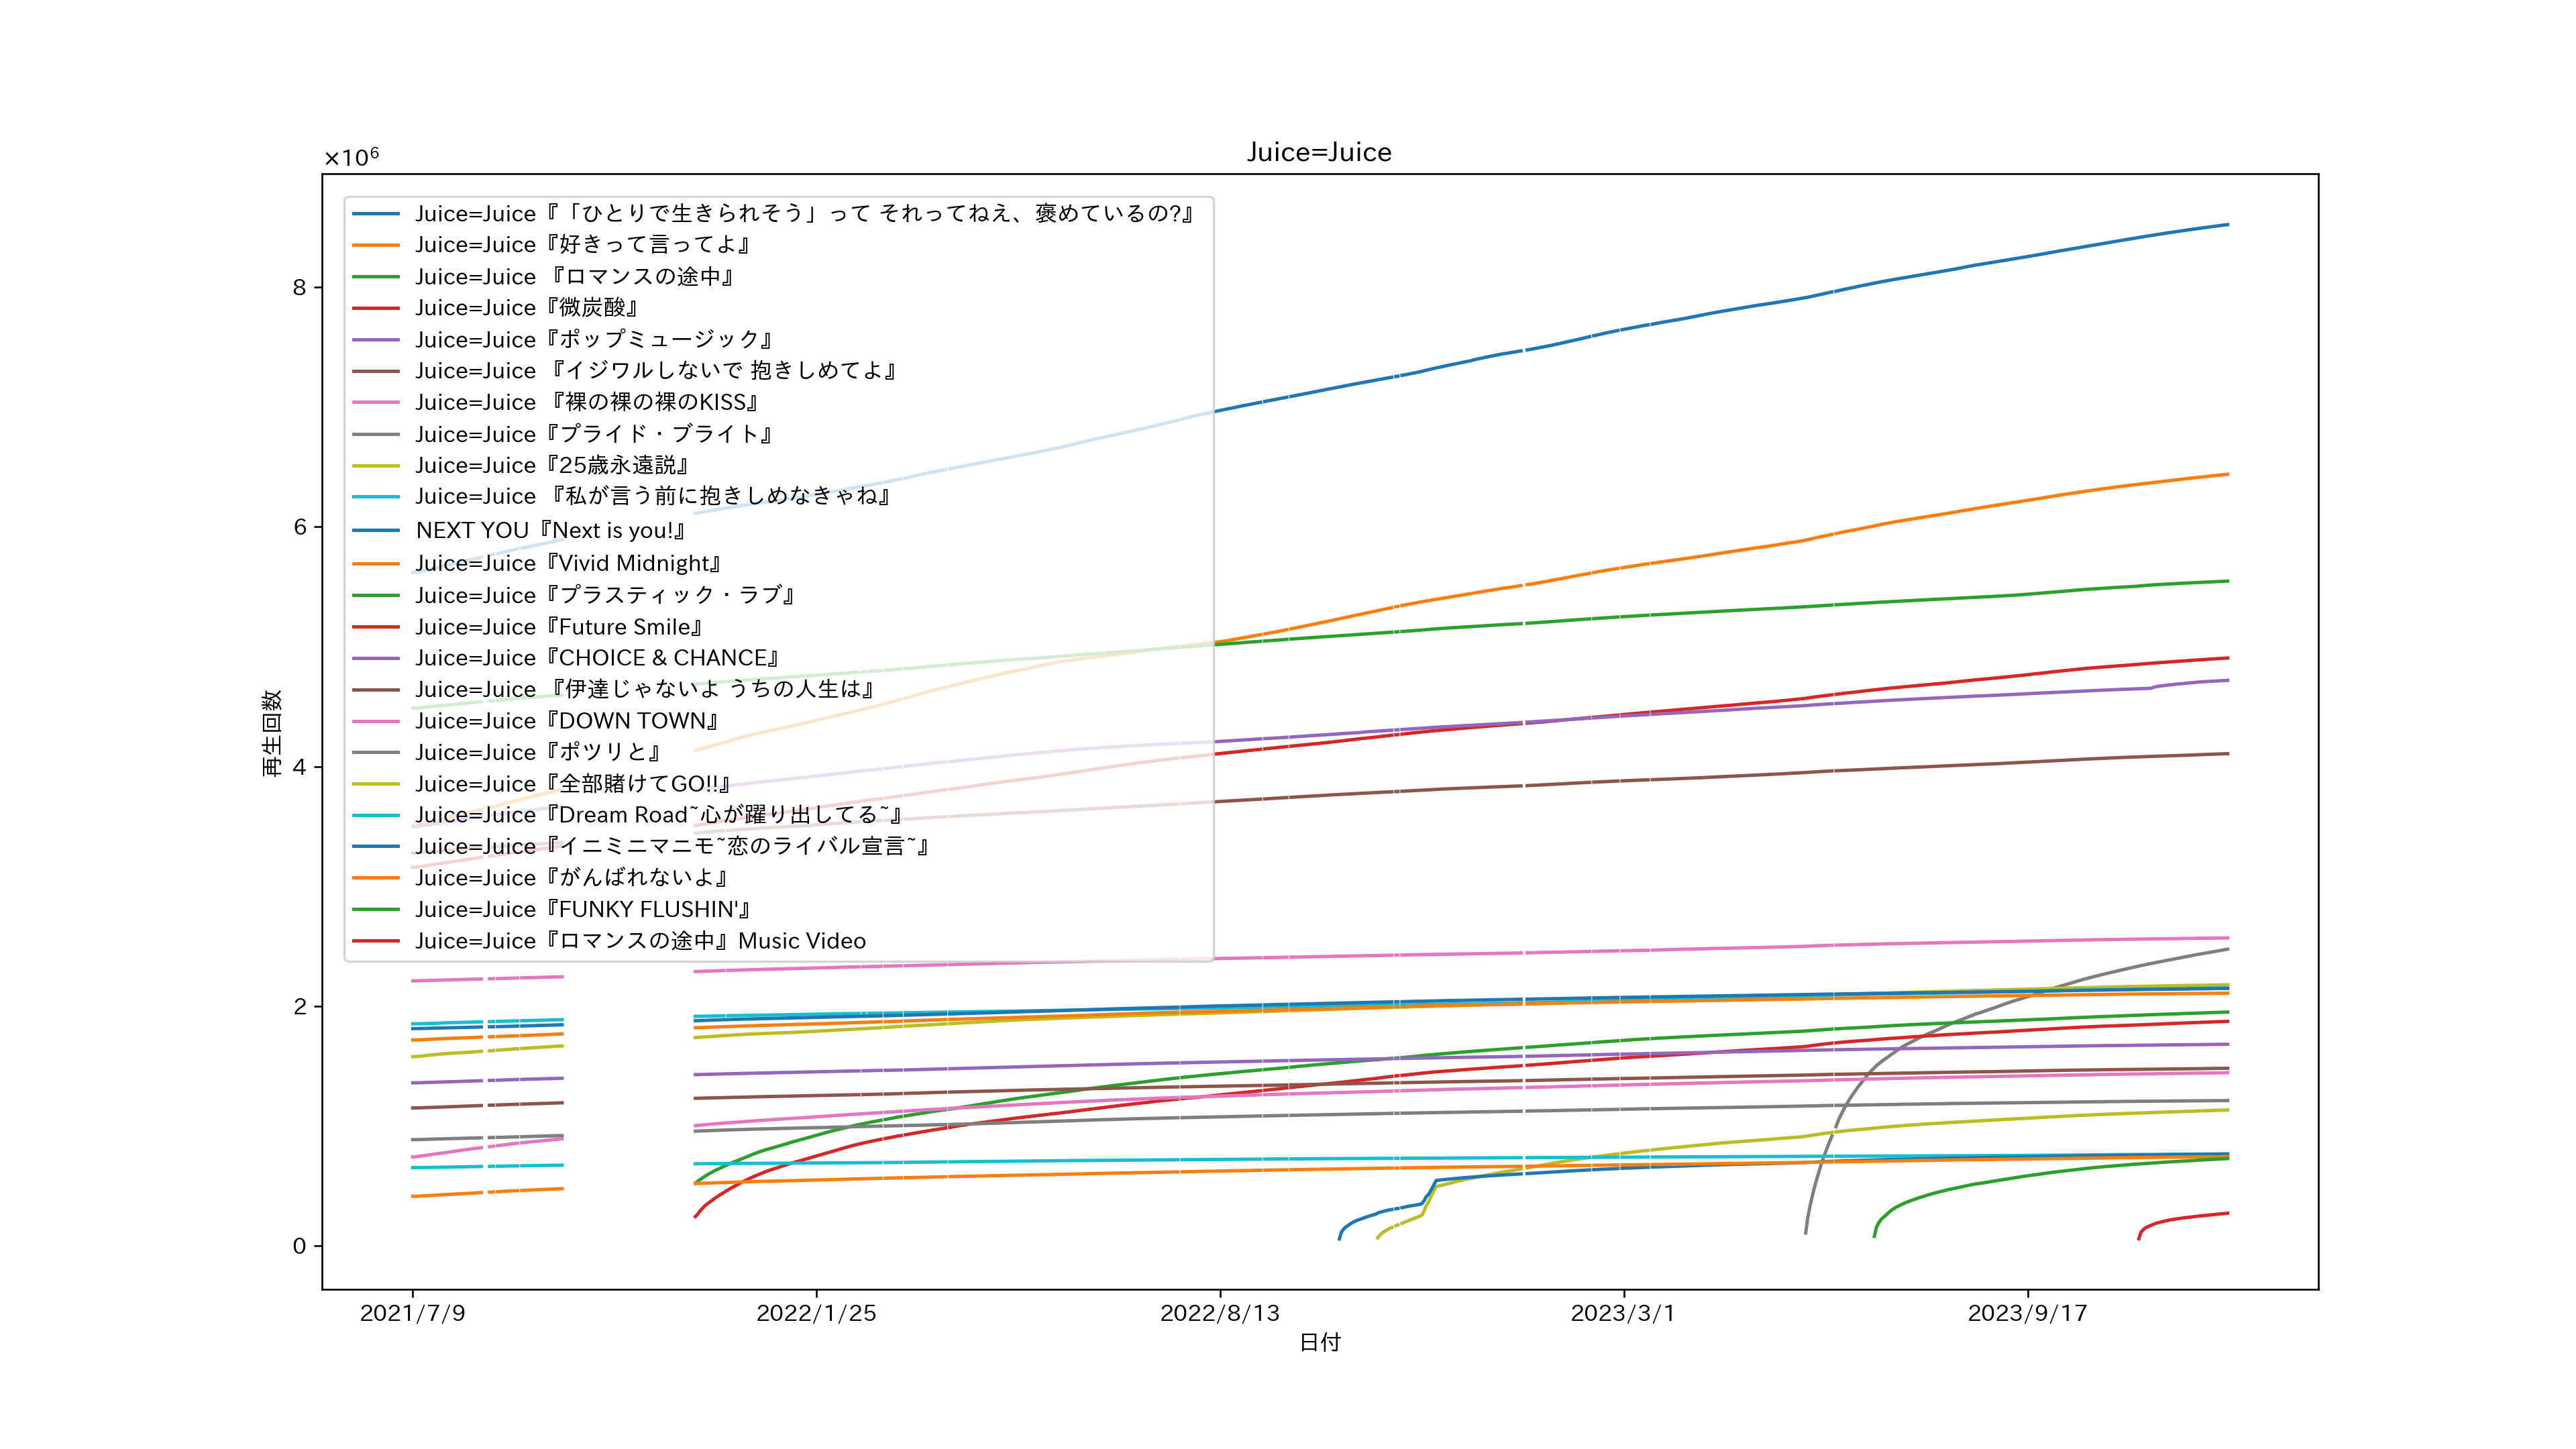 Juice=Juice
×10⁶
Juice=Juice『「ひとりで生きられそう」って それってねえ、褒めているの?』
Juice=Juice『好きって言ってよ』
Juice=Juice 『ロマンスの途中』
Juice=Juice『微炭酸』
Juice=Juice『ポップミュージック』
Juice=Juice 『イジワルしないで 抱きしめてよ』
Juice=Juice 『裸の裸の裸のKISS』
Juice=Juice『プライド・ブライト』
Juice=Juice『25歳永遠説』
Juice=Juice 『私が言う前に抱きしめなきゃね』
NEXT YOU『Next is you!』
Juice=Juice『Vivid Midnight』
Juice=Juice『プラスティック・ラブ』
Juice=Juice『Future Smile』
Juice=Juice『CHOICE & CHANCE』
Juice=Juice 『伊達じゃないよ うちの人生は』
Juice=Juice『DOWN TOWN』
Juice=Juice『ポツリと』
Juice=Juice『全部賭けてGO!!』
Juice=Juice『Dream Road~心が躍り出してる~』
Juice=Juice『イニミニマニモ~恋のライバル宣言~』
Juice=Juice『がんばれないよ』
Juice=Juice『FUNKY FLUSHIN'』
Juice=Juice『ロマンスの途中』Music Video
再生回数
8
6
4
2
0
2021/7/9
2022/1/25
2022/8/13
2023/3/1
2023/9/17
日付